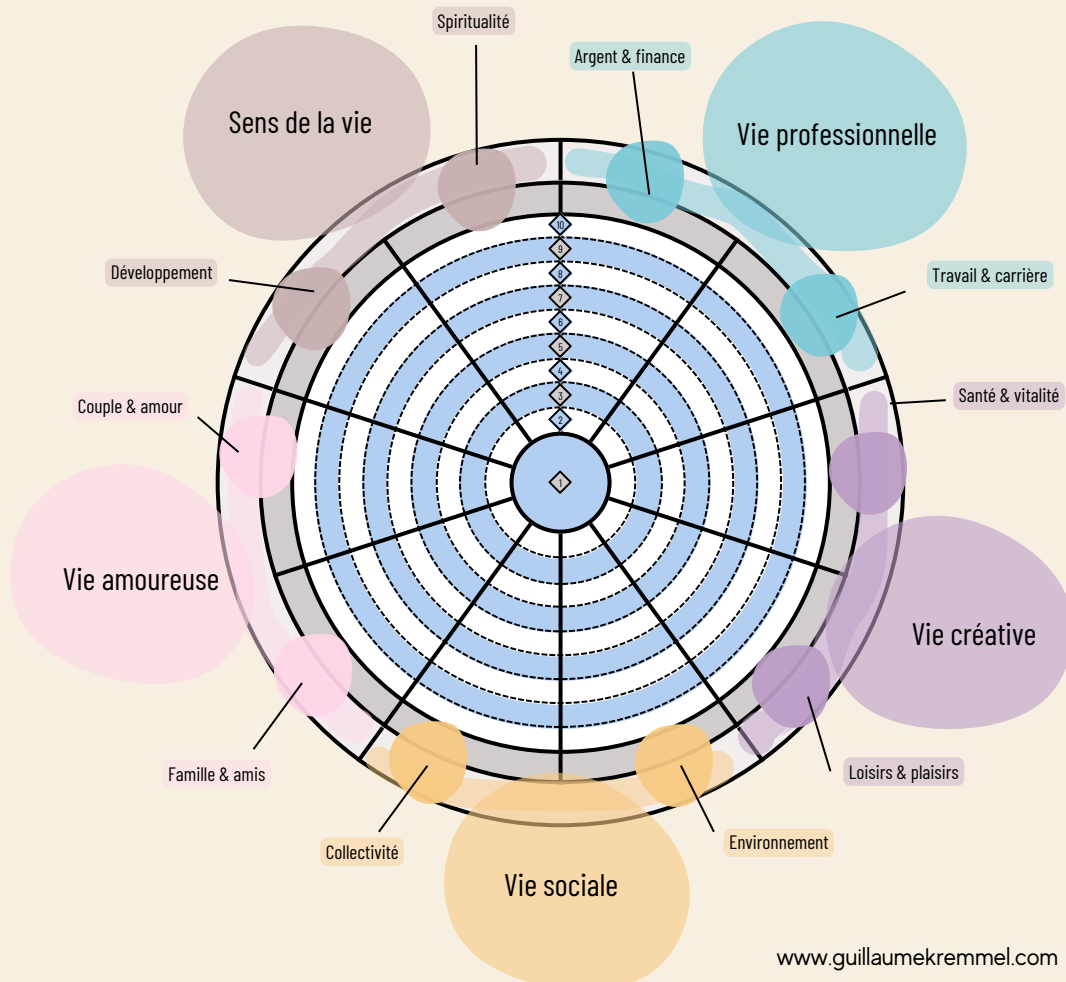 Spiritualité
Argent & finance
Sens de la vie
Vie professionnelle
10
9
8
7
6
5
4
3
2
1
Développement
Travail & carrière
Couple & amour
Santé & vitalité
Vie amoureuse
Vie créative
Famille & amis
Loisirs & plaisirs
Collectivité
Environnement
Vie sociale
www.guillaumekremmel.com